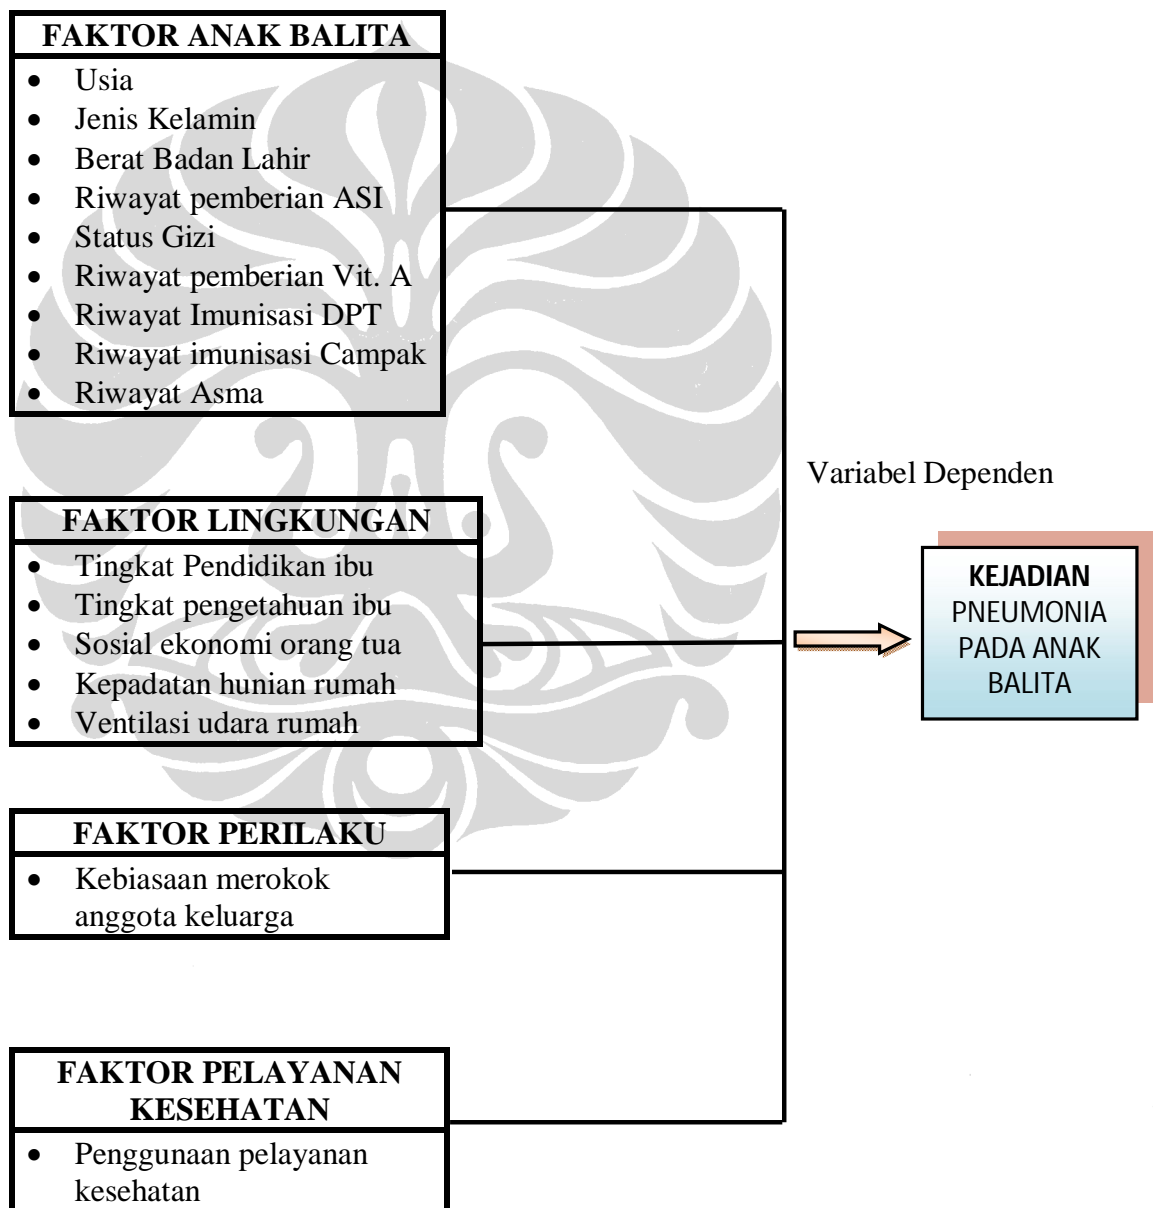 FAKTOR ANAK BALITA
• Usia
• Jenis Kelamin
• Berat Badan Lahir
• Riwayat pemberian ASI
• Status Gizi
• Riwayat pemberian Vit. A
• Riwayat Imunisasi DPT
• Riwayat imunisasi Campak
• Riwayat Asma
FAKTOR LINGKUNGAN
• Tingkat Pendidikan ibu
• Tingkat pengetahuan ibu
• Sosial ekonomi orang tua
• Kepadatan hunian rumah
• Ventilasi udara rumah
FAKTOR PERILAKU
• Kebiasaan merokok
anggota keluarga
FAKTOR PELAYANAN
KESEHATAN
• Penggunaan pelayanan
kesehatan
Variabel Dependen
KEJADIAN
PNEUMONIA
PADA ANAK
BALITA